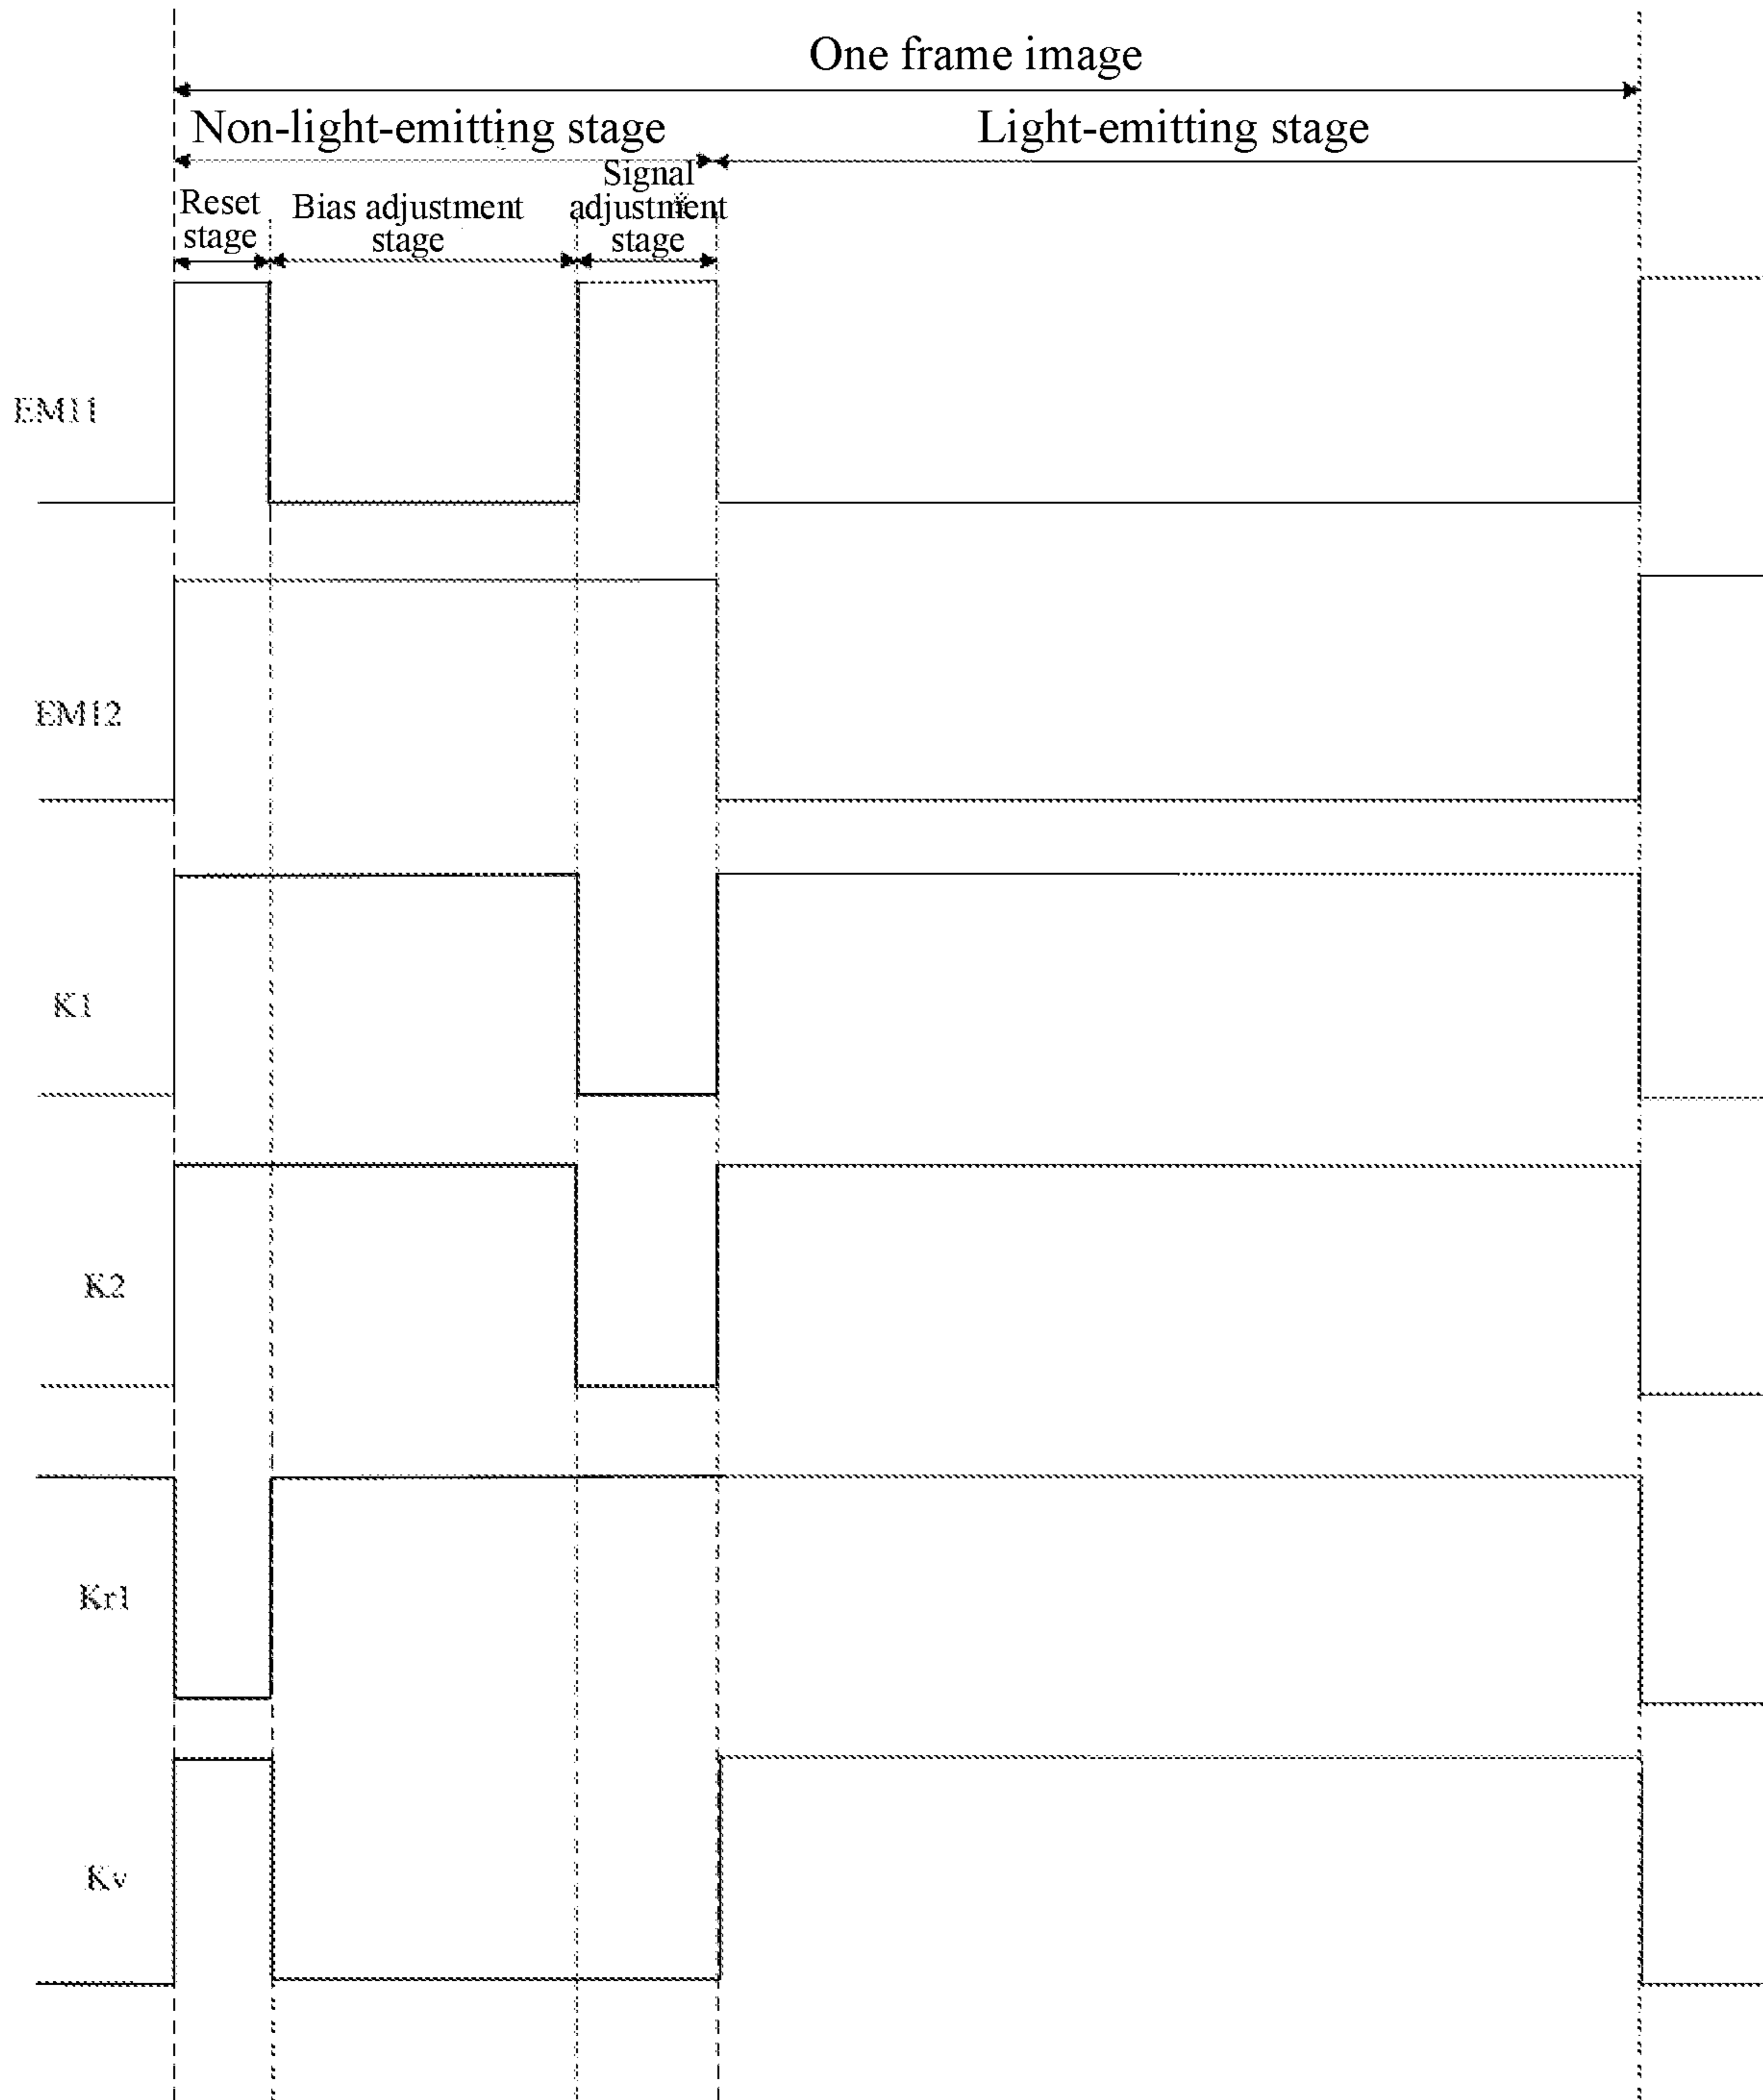 One frame image
Non-light-emitting stage
Light-emitting stage
Reset
stage
Bias adjustment
stage
Signal
adjustment
stage
EM11
EM12
K1
K2
Kr1
Kv